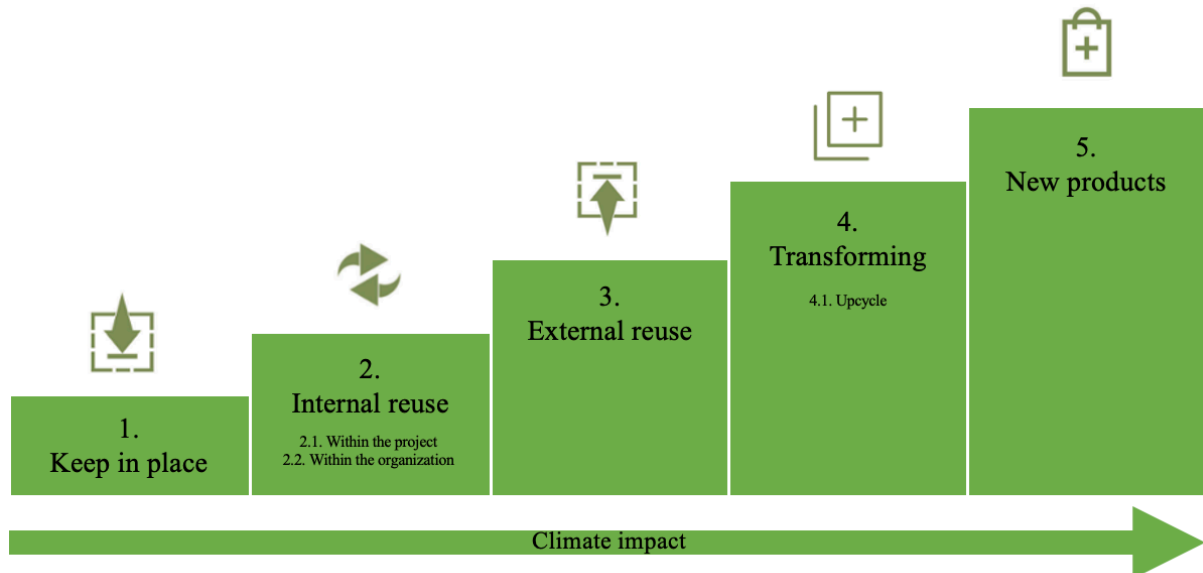 1.
Keep in place
2.
Internal reuse
2.1. Within the project
2.2. Within the organization
3.
External reuse
4.
Transforming
4.1. Upcycle
5.
New products
Climate impact